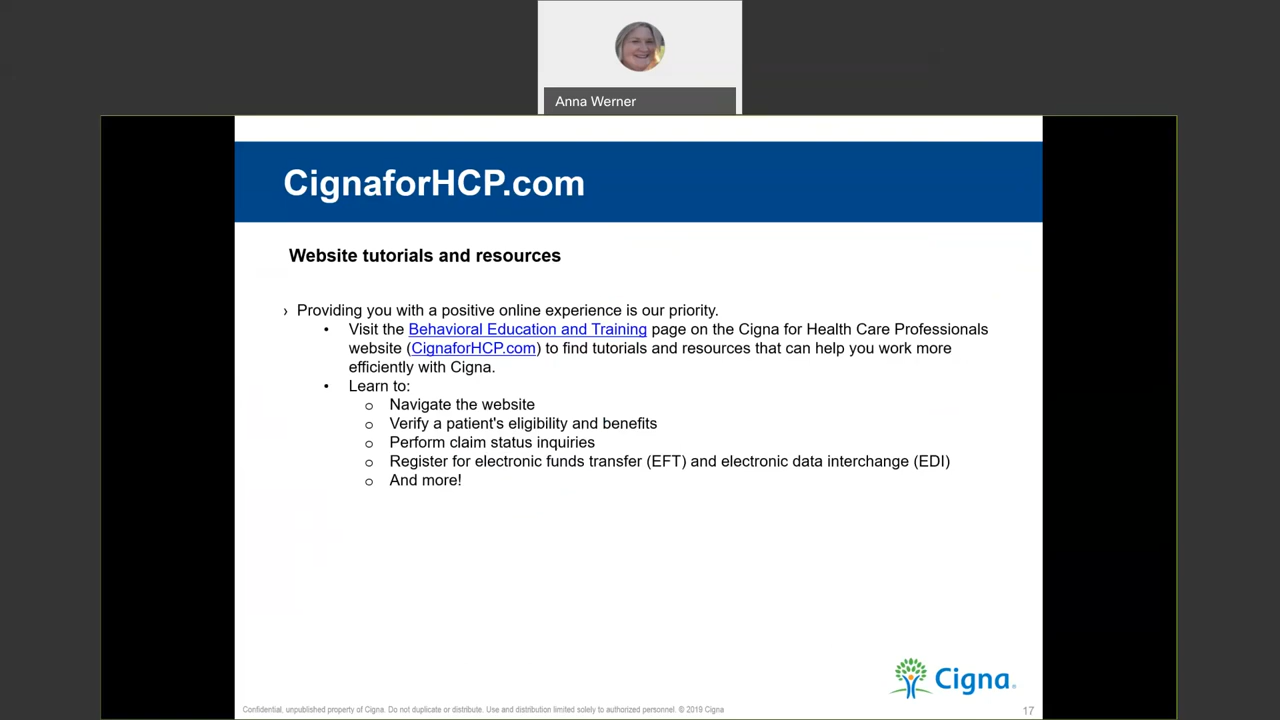 Anna Werner
CignaforHCP.com
Website tutorials and resources
› Providing you with a positive online experience is our priority.
• Visit the Behavioral Education and Training page on the Cigna for Health Care Professionals
website (CignaforHCP.com) to find tutorials and resources that can help you work more
efficiently with Cigna.
• Learn to:
o Navigate the website
o Verify a patient's eligibility and benefits
o Perform claim status inquiries
o Register for electronic funds transfer (EFT) and electronic data interchange (EDI)
o And more!
Cigna®
Confidential, unpublished property of Cigna. Do not duplicate or distribute. Use and distribution limited solely to authorized personnel. © 2019 Cigna
17